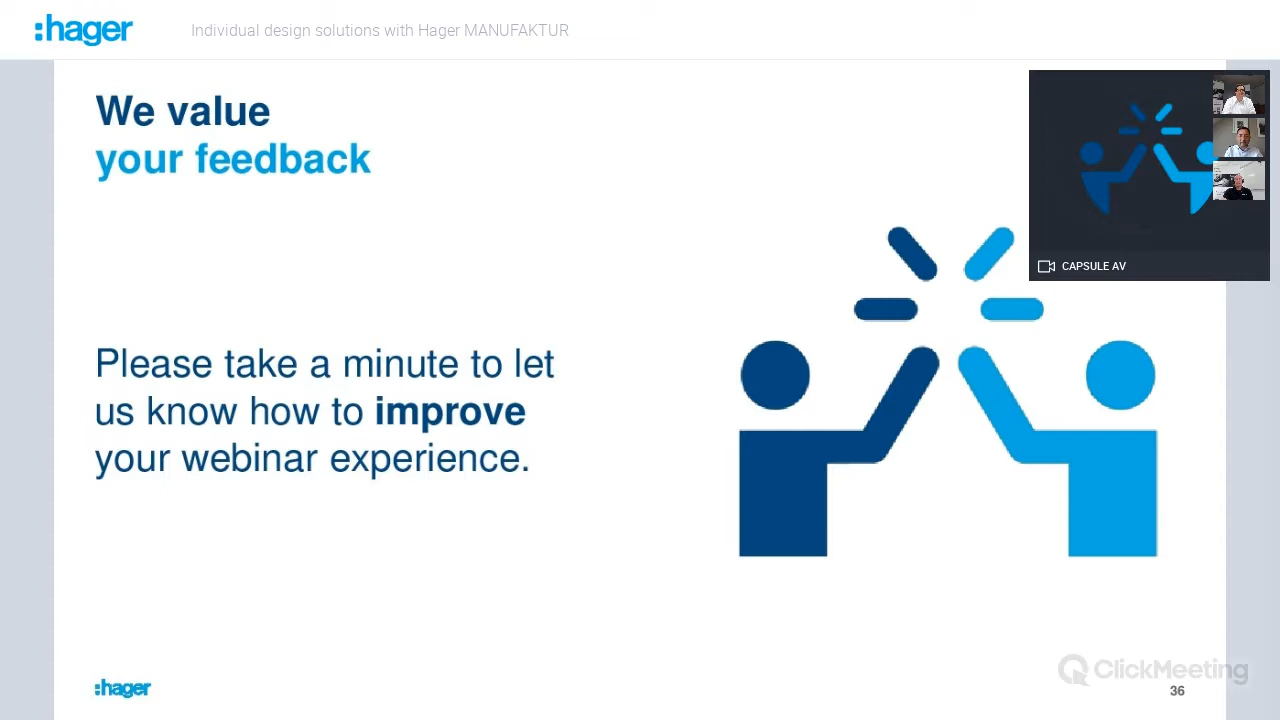 :hager
Individual design solutions with Hager MANUFAKTUR
We value
your feedback
CAPSULE AV
Please take a minute to let
us know how to improve
your webinar experience.
:hager
ClickMeeting
36